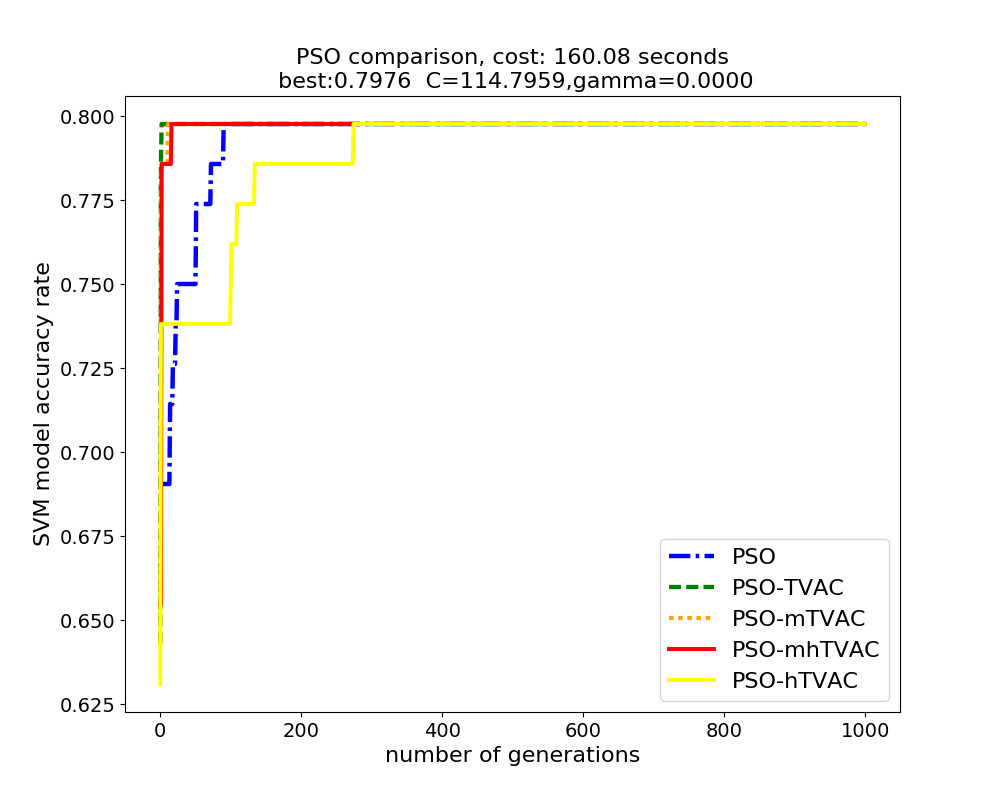 PSO comparison, cost: 160.08 seconds
best:0.7976 C=114.7959,gamma=0.0000
SVM model accuracy rate
0.800
0.775
0.750
0.725
0.700
0.675
0.650
0.625
0
200
400
600
800
1000
number of generations
PSO
PSO-TVAC
PSO-mTVAC
PSO-mhTVAC
PSO-hTVAC